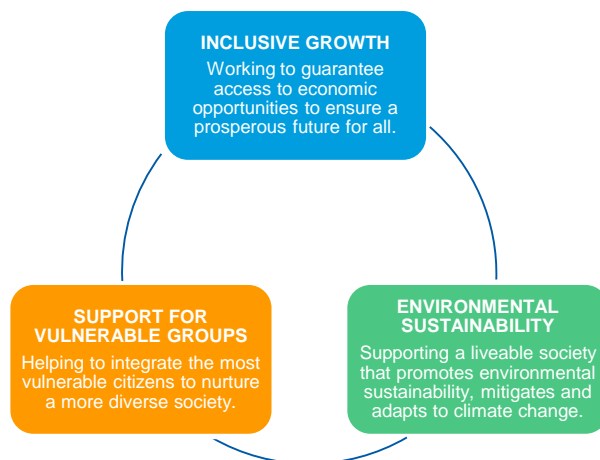 INCLUSIVE GROWTH
Working to guarantee
access to economic
opportunities to ensure a
prosperous future for all.
SUPPORT FOR
VULNERABLE GROUPS
Helping to integrate the most
vulnerable citizens to nurture
a more diverse society.
ENVIRONMENTAL
SUSTAINABILITY
Supporting a liveable society
that promotes environmental
sustainability, mitigates and
adapts to climate change.